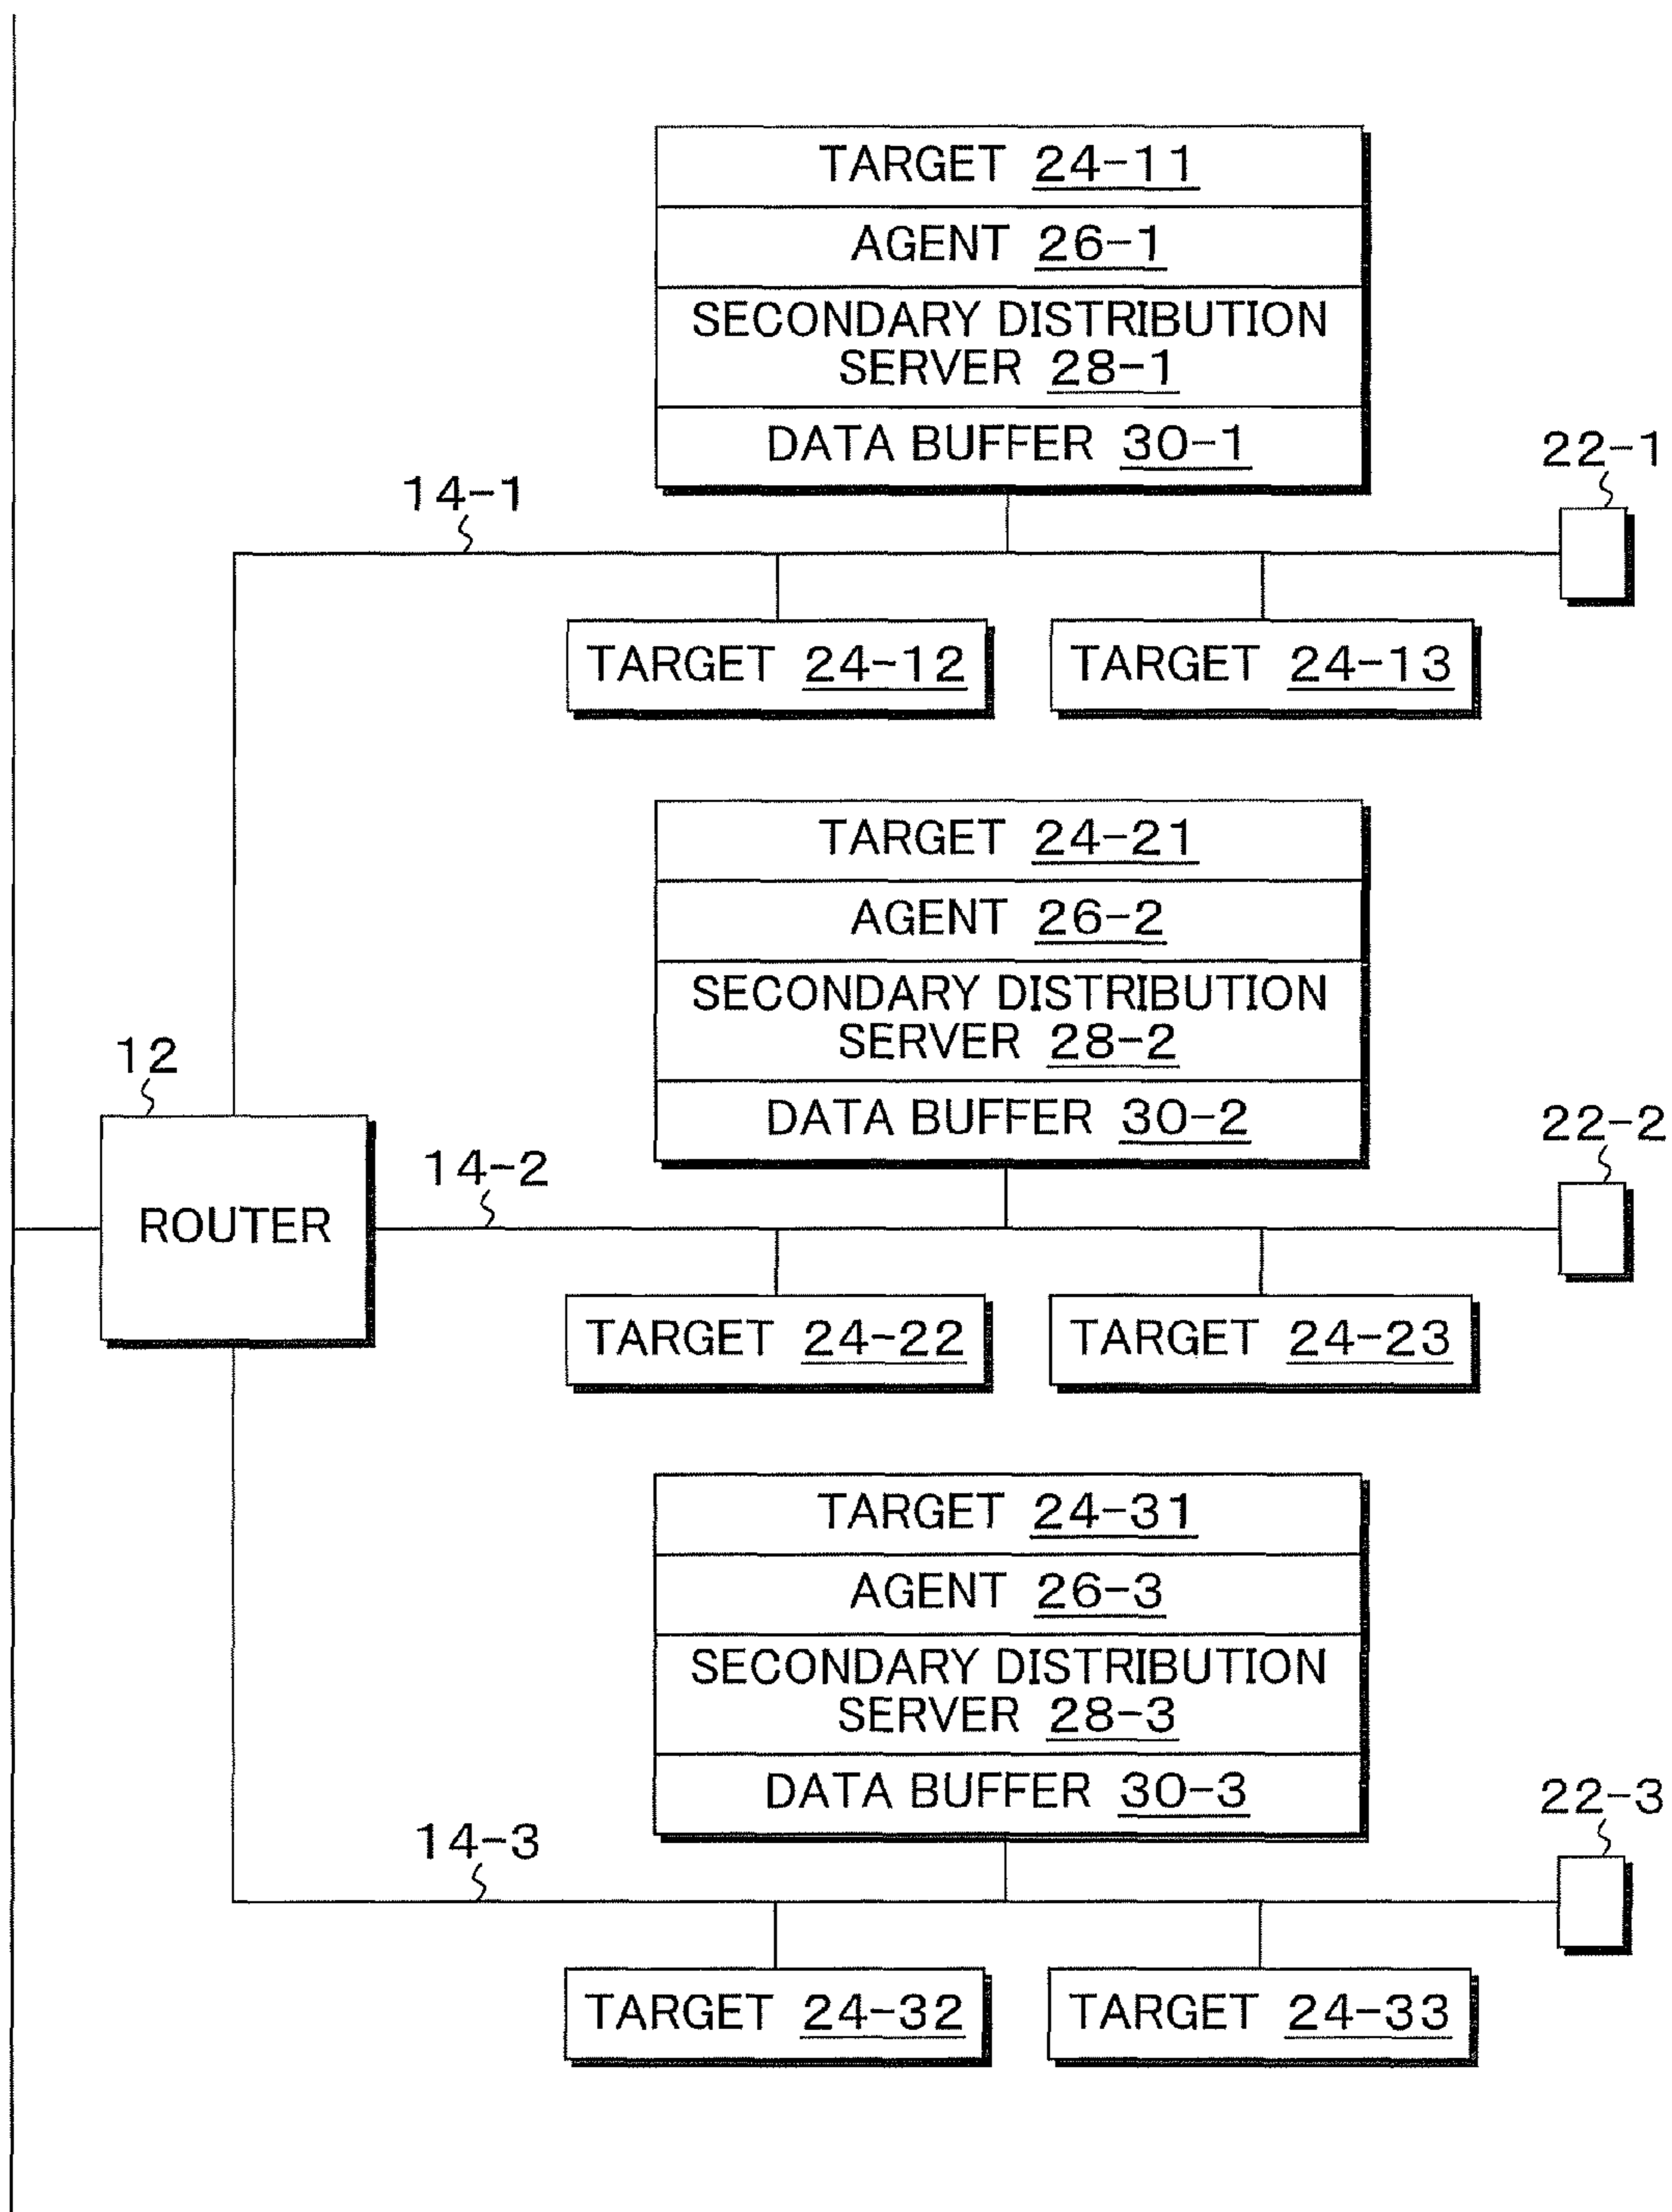 TARGET 24-11
AGENT 26-1
SECONDARY DISTRIBUTION
SERVER 28-1
DATA BUFFER 30-1
22-1
14-1
TARGET 24-12
TARGET 24-13
TARGET 24-21
AGENT 26-2
SECONDARY DISTRIBUTION
SERVER 28-2
DATA BUFFER 30-2
12
22-2
14-2
ROUTER
TARGET 24-22
TARGET 24-23
TARGET 24-31
AGENT 26-3
SECONDARY DISTRIBUTION
SERVER 28-3
DATA BUFFER 30-3
22-3
14-3
TARGET 24-32
TARGET 24-33